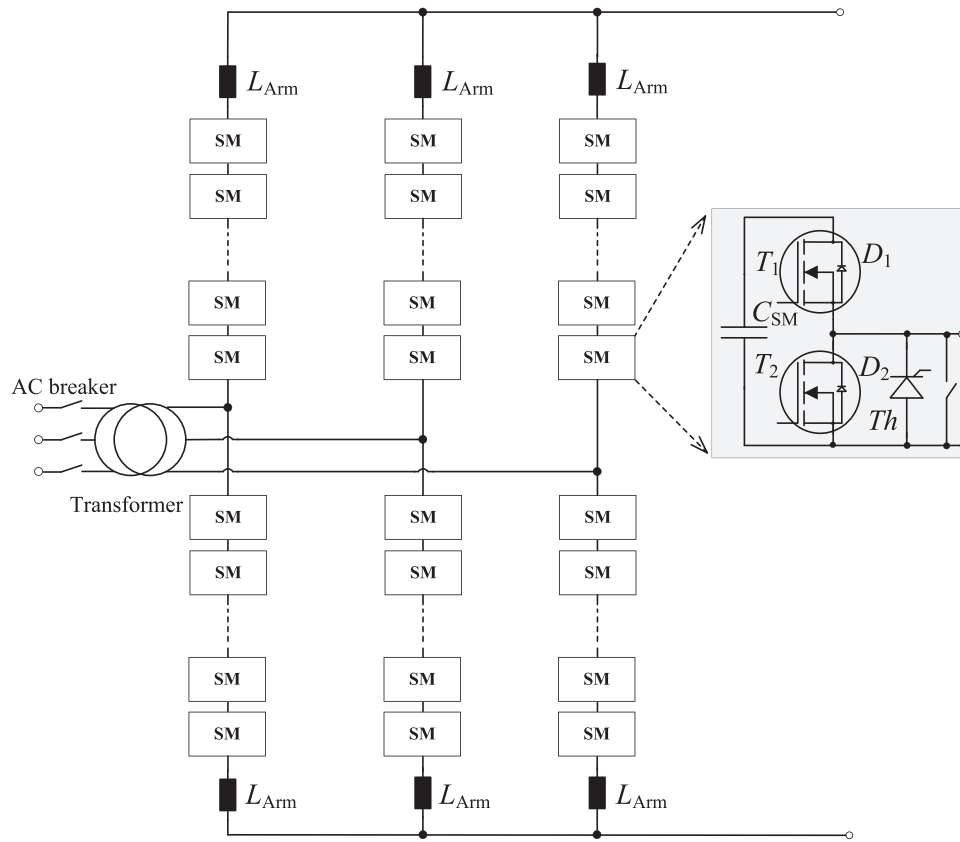 L_Arm L_Arm L_Arm
SM SM SM
SM SM SM
SM SM SM
SM SM SM
T_1 D_1
C_SM
T_2 D_2
Th
AC breaker
Transformer
SM SM SM
SM SM SM
SM SM SM
SM SM SM
L_Arm L_Arm L_Arm